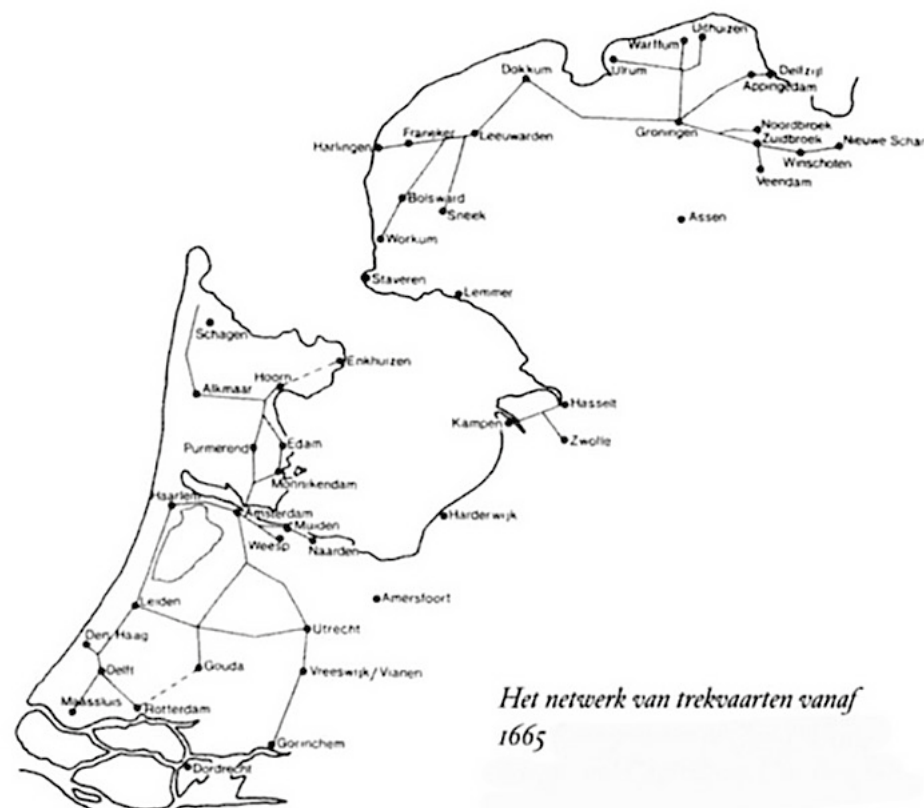 Uithuizen
Warffum
Ulrum
Dokkum
Delfzijl
Appingedam
Noordbroek
Groningen
Zuidbroek
Nieuwe Schan
Winschoten
Veendam
Franeker
Leeuwarden
Harlingen
Bolsward
Sneek
Assen
Workum
Staveren
Lemmer
Schagen
Enkhuizen
Hoorn
Alkmaar
Hasselt
Kampen
Zwolle
Purmerend
Edam
Monnikendam
Haarlem
Amsterdam
Muiden
Harderwijk
Weesp
Naarden
Amersfoort
Leiden
Utrecht
Den Haag
Delft
Gouda
Vreeswijk/Vianen
Maassluis
Rotterdam
Gorinchem
Dordrecht
Het netwerk van trekvaarten vanaf
1665